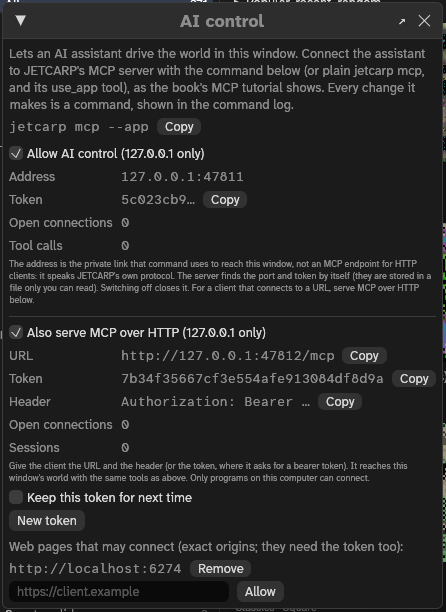 AI control
Lets an AI assistant drive the world in this window. Connect the assistant
to JETCARP's MCP server with the command below (or plain jetcarp mcp,
and its use_app tool), as the book's MCP tutorial shows. Every change it
makes is a command, shown in the command log.
jetcarp mcp --app Copy
Allow AI control (127.0.0.1 only)
Address 127.0.0.1:47811
Token 5c023cb9… Copy
Open connections 0
Tool calls 0
The address is the private link that command uses to reach this window, not an MCP endpoint for HTTP
clients: it speaks JETCARP's own protocol. The server finds the port and token by itself (they are stored in a
file only you can read). Switching off closes it. For a client that connects to a URL, serve MCP over HTTP
below.
Also serve MCP over HTTP (127.0.0.1 only)
URL http://127.0.0.1:47812/mcp Copy
Token 7b34f35667cf3e554afe913084df8d9a Copy
Header Authorization: Bearer … Copy
Open connections 0
Sessions 0
Give the client the URL and the header (or the token, where it asks for a bearer token). It reaches this
window's world with the same tools as above. Only programs on this computer can connect.
Keep this token for next time
New token
Web pages that may connect (exact origins; they need the token too):
http://localhost:6274 Remove
https://client.example Allow